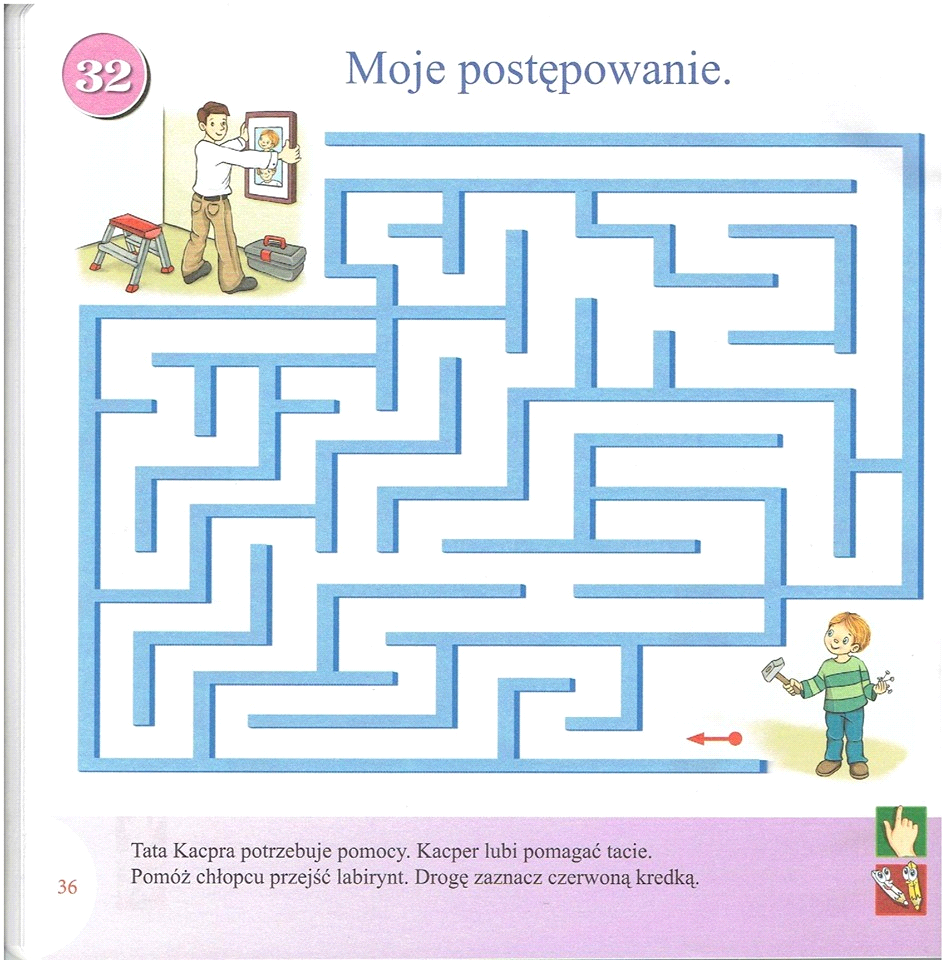 32
Moje postępowanie.
Tata Kacpra potrzebuje pomocy. Kacper lubi pomagać tacie.
Pomóż chłopcu przejść labirynt. Drogę zaznacz czerwoną kredką.
36